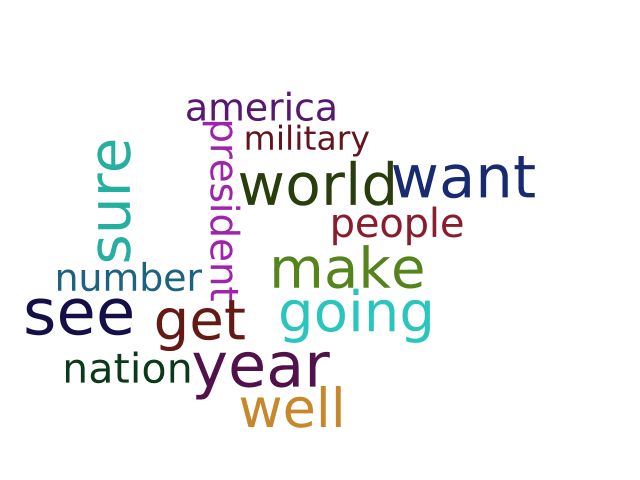 america
president
military
sure
world
want
people
number
make
see
get
going
nation
year
well